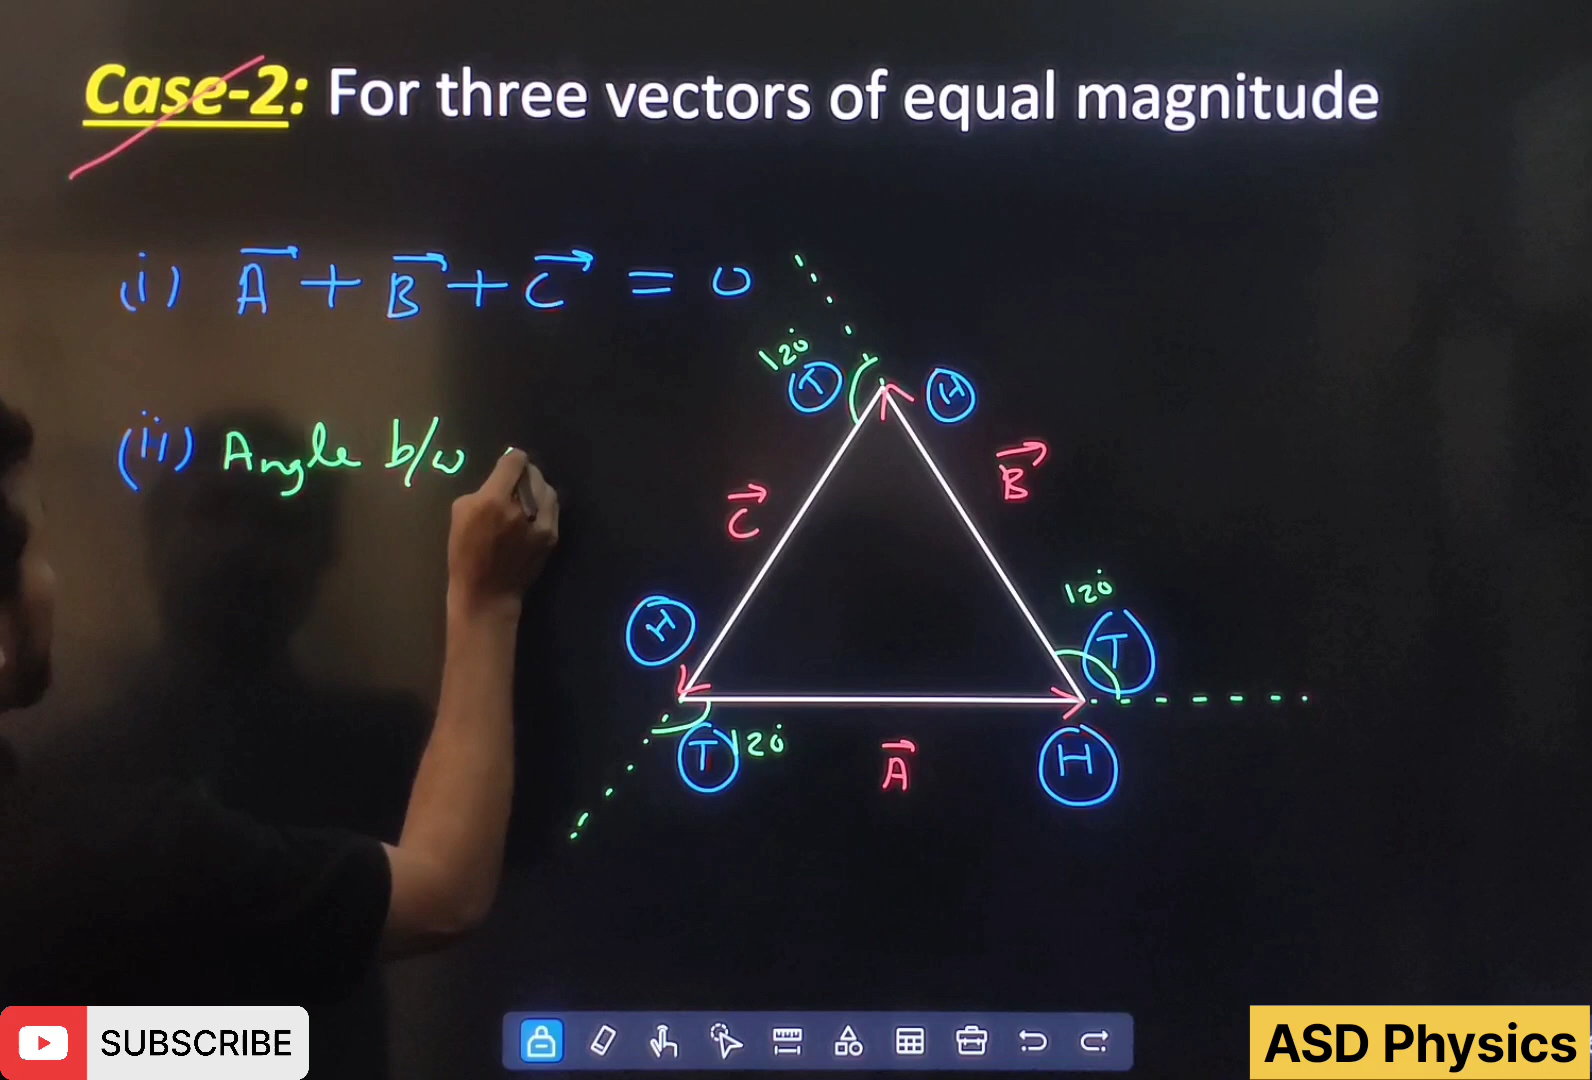 Case-2: For three vectors of equal magnitude
(i) A + B + C = 0
120°
T
H
(ii) Angle b/w
B
C
120°
H
T
T
120°
A
H
SUBSCRIBE
ASD Physics